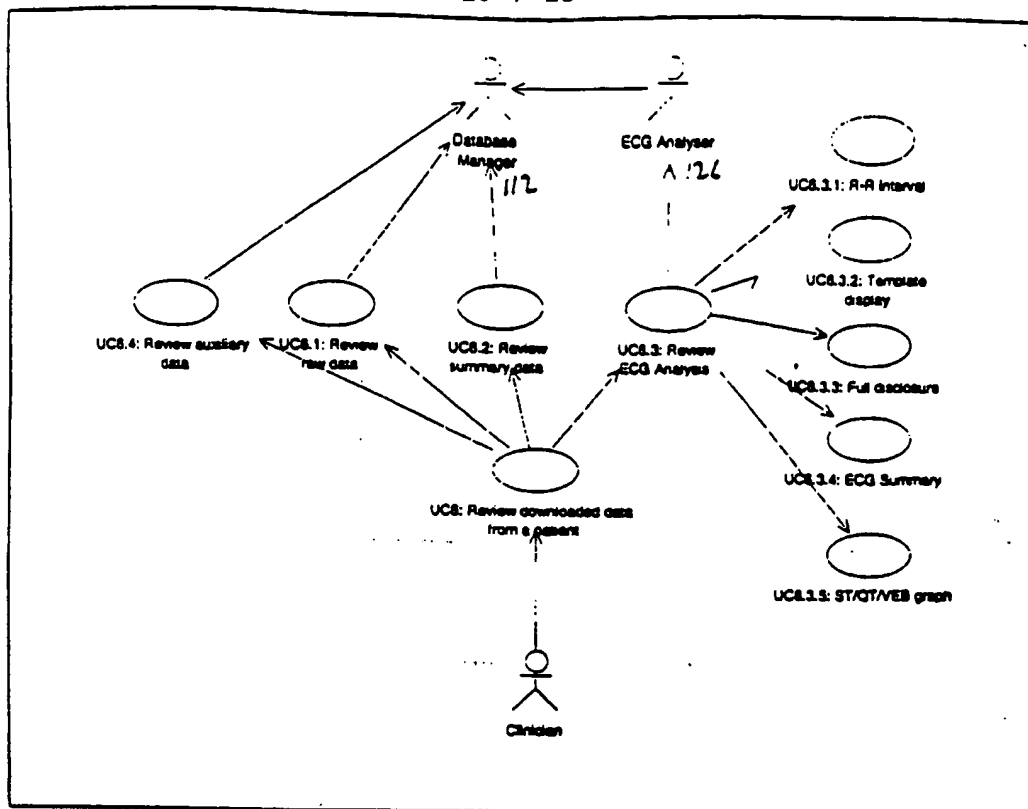 Database
Manager
ECG Analyser
112
126
UC8.3.1: R-R interval
UC8.3.2: Template
display
UC8.4: Review auxiliary
data
UC8.1: Review
raw data
UC8.2: Review
summary data
UC8.3: Review
ECG Analysis
UC8.3.3: Full disclosure
UC8.3.4: ECG Summary
UC8: Review downloaded data
from a patient
UC8.3.5: ST/QT/VEB graph
Clinician